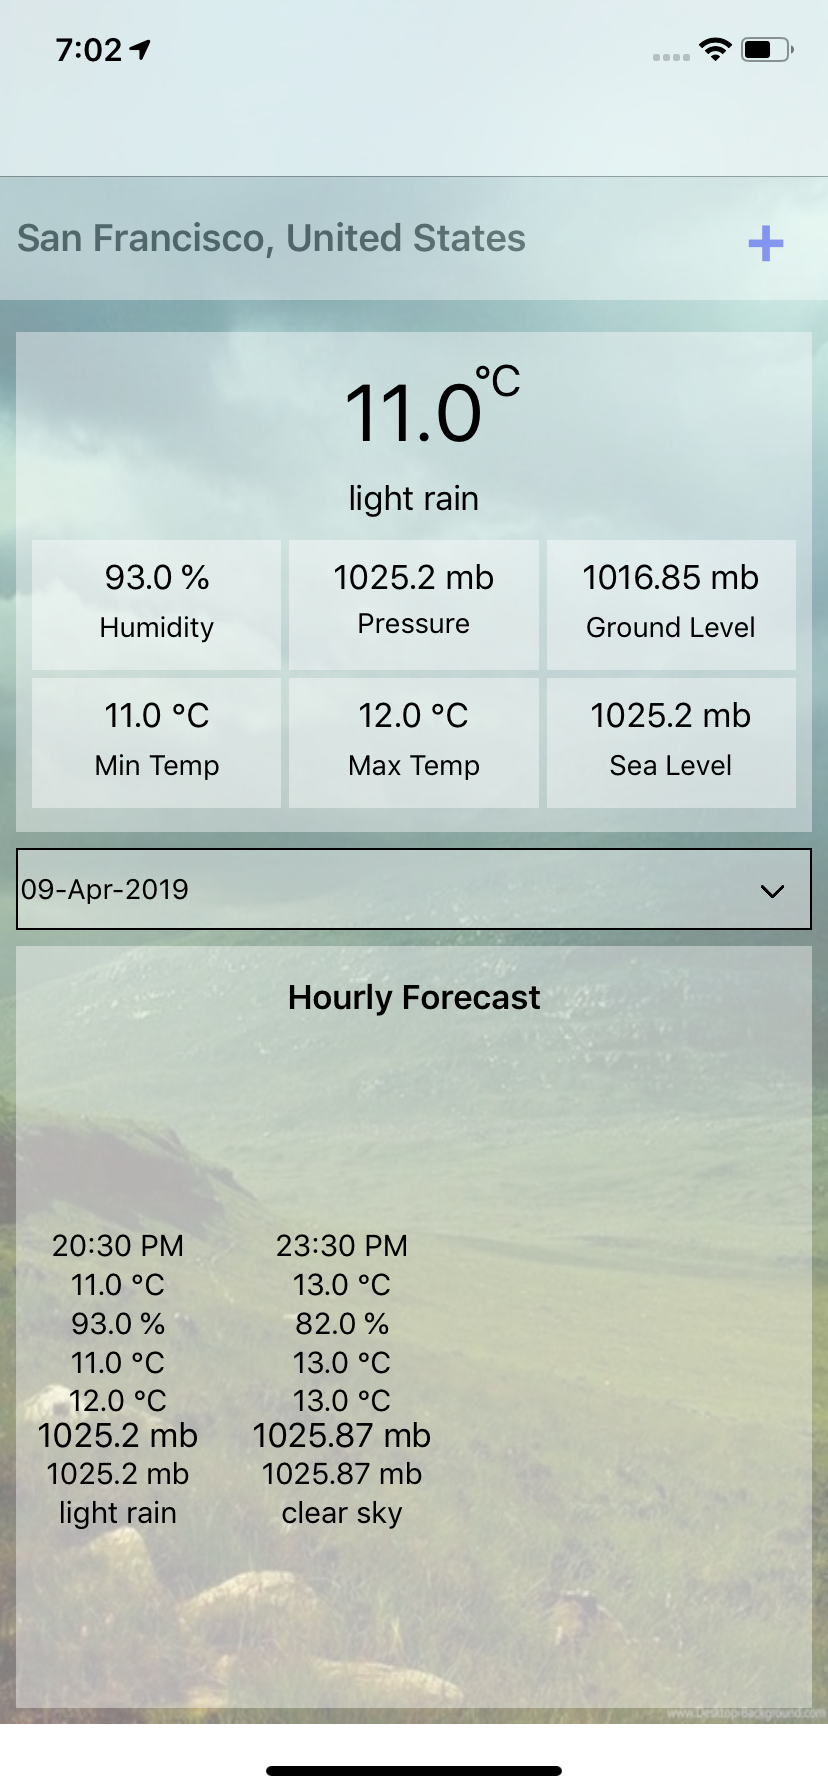 7:02
San Francisco, United States
+
11.0°C
light rain
93.0 % 1025.2 mb 1016.85 mb
Humidity Pressure Ground Level
11.0 °C 12.0 °C 1025.2 mb
Min Temp Max Temp Sea Level
09-Apr-2019
Hourly Forecast
20:30 PM 23:30 PM
11.0 °C 13.0 °C
93.0 % 82.0 %
11.0 °C 13.0 °C
12.0 °C 13.0 °C
1025.2 mb 1025.87 mb
1025.2 mb 1025.87 mb
light rain clear sky
www.Desktop-Background.com